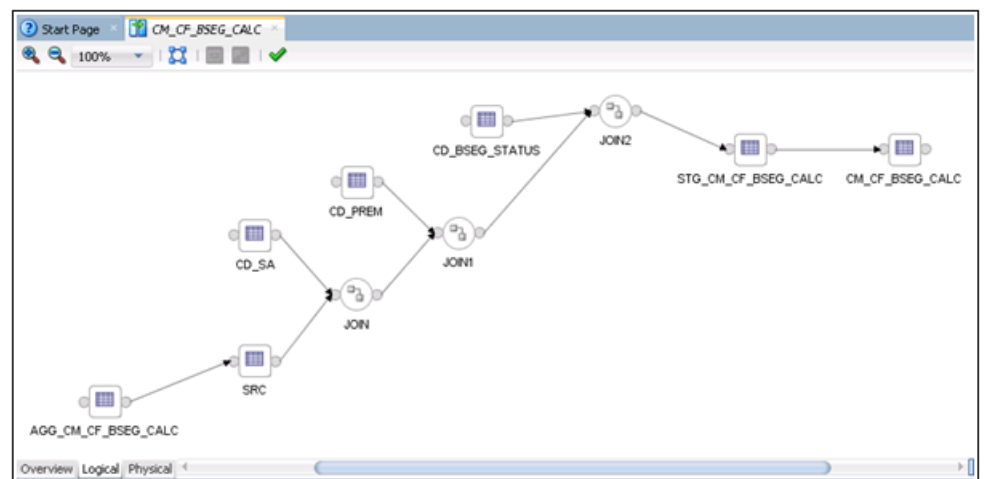 Start Page CM_CF_BSEG_CALC
100%
CD_BSEG_STATUS
JOIN2
STG_CM_CF_BSEG_CALC
CM_CF_BSEG_CALC
CD_PREM
JOIN1
CD_SA
JOIN
SRC
AGG_CM_CF_BSEG_CALC
Overview Logical Physical